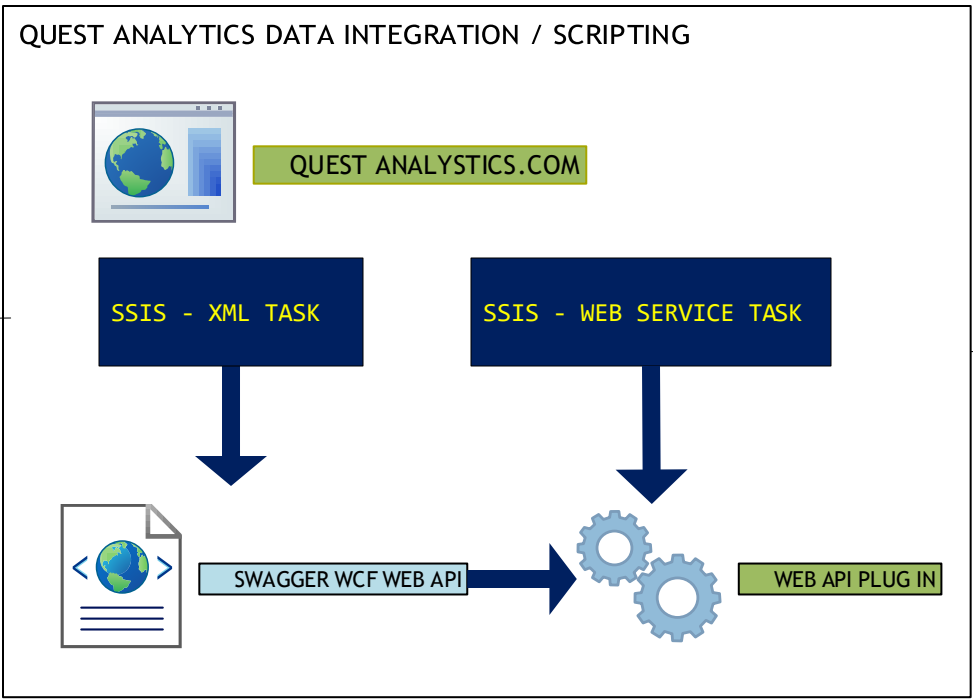 QUEST ANALYTICS DATA INTEGRATION / SCRIPTING
QUEST ANALYSTICS.COM
SSIS - XML TASK
SSIS - WEB SERVICE TASK
< >
SWAGGER WCF WEB API
WEB API PLUG IN